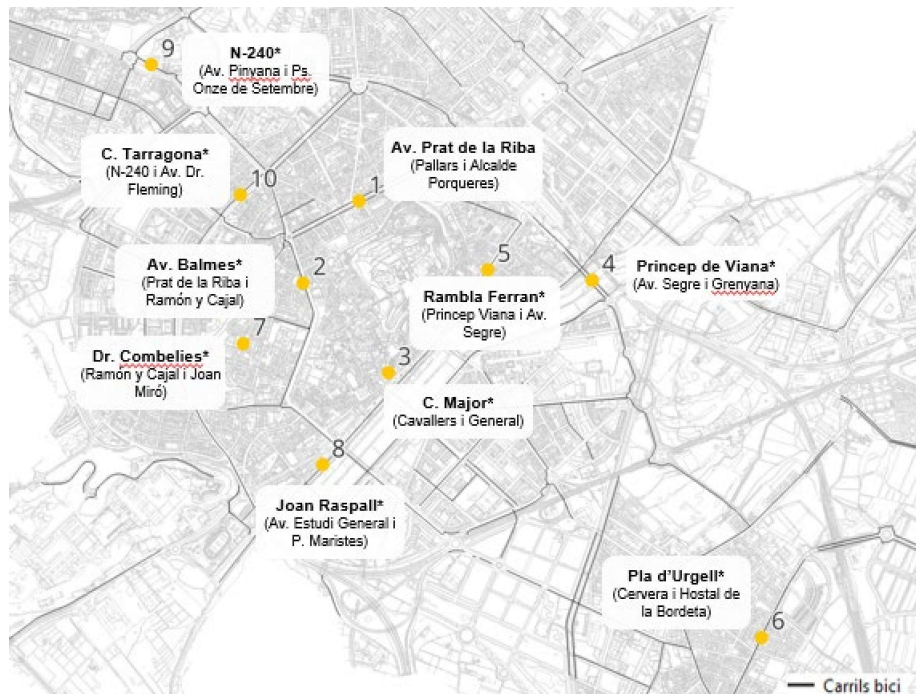 9
N-240*
(Av. Pinyana i Ps.
Onze de Setembre)
C. Tarragona*
(N-240 i Av. Dr.
Fleming)
10
Av. Prat de la Riba
(Pallars i Alcalde
Porqueres)
1
Av. Balmes*
(Prat de la Riba i
Ramón y Cajal)
2
5
Rambla Ferran*
(Princep Viana i Av.
Segre)
4
Princep de Viana*
(Av. Segre i Grenyana)
7
Dr. Combelies*
(Ramón y Cajal i Joan
Miró)
3
C. Major*
(Cavallers i General)
8
Joan Raspall*
(Av. Estudi General i
P. Maristes)
Pla d'Urgell*
(Cervera i Hostal de
la Bordeta)
6
Carrils bici